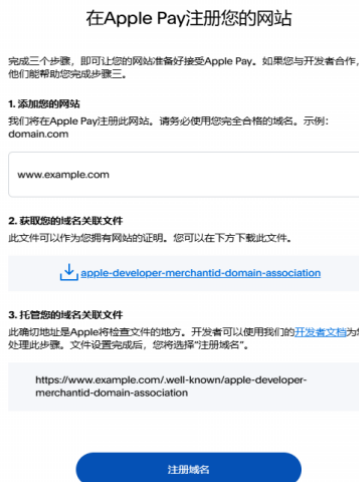 在Apple Pay注册您的网站
完成三个步骤，即可让您的网站准备好接受Apple Pay。如果您与开发者合作，
他们能帮助您完成步骤三。
1. 添加您的网站
我们将在Apple Pay注册此网站。请务必使用您完全合格的域名。示例：
domain.com
www.example.com
2. 获取您的域名关联文件
此文件可以作为您拥有网站的证明。您可以在下方下载此文件。
apple-developer-merchantid-domain-association
3. 托管您的域名关联文件
此确切地址是Apple将检查文件的地方。开发者可以使用我们的开发者文档为您
处理此步骤。文件设置完成后，您将选择“注册域名”。
https://www.example.com/.well-known/apple-developer-
merchantid-domain-association
注册域名